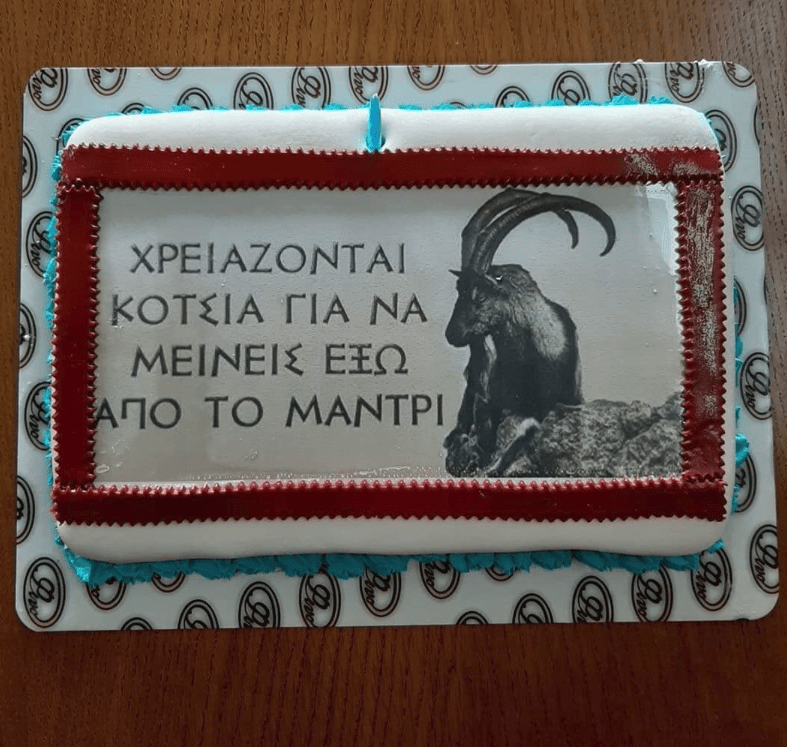 ΧΡΕΙΑΖΟΝΤΑΙ
ΚΟΤΣΙΑ ΓΙΑ ΝΑ
ΜΕΙΝΕΙΣ ΕΞΩ
ΑΠΟ ΤΟ ΜΑΝΤΡΙ